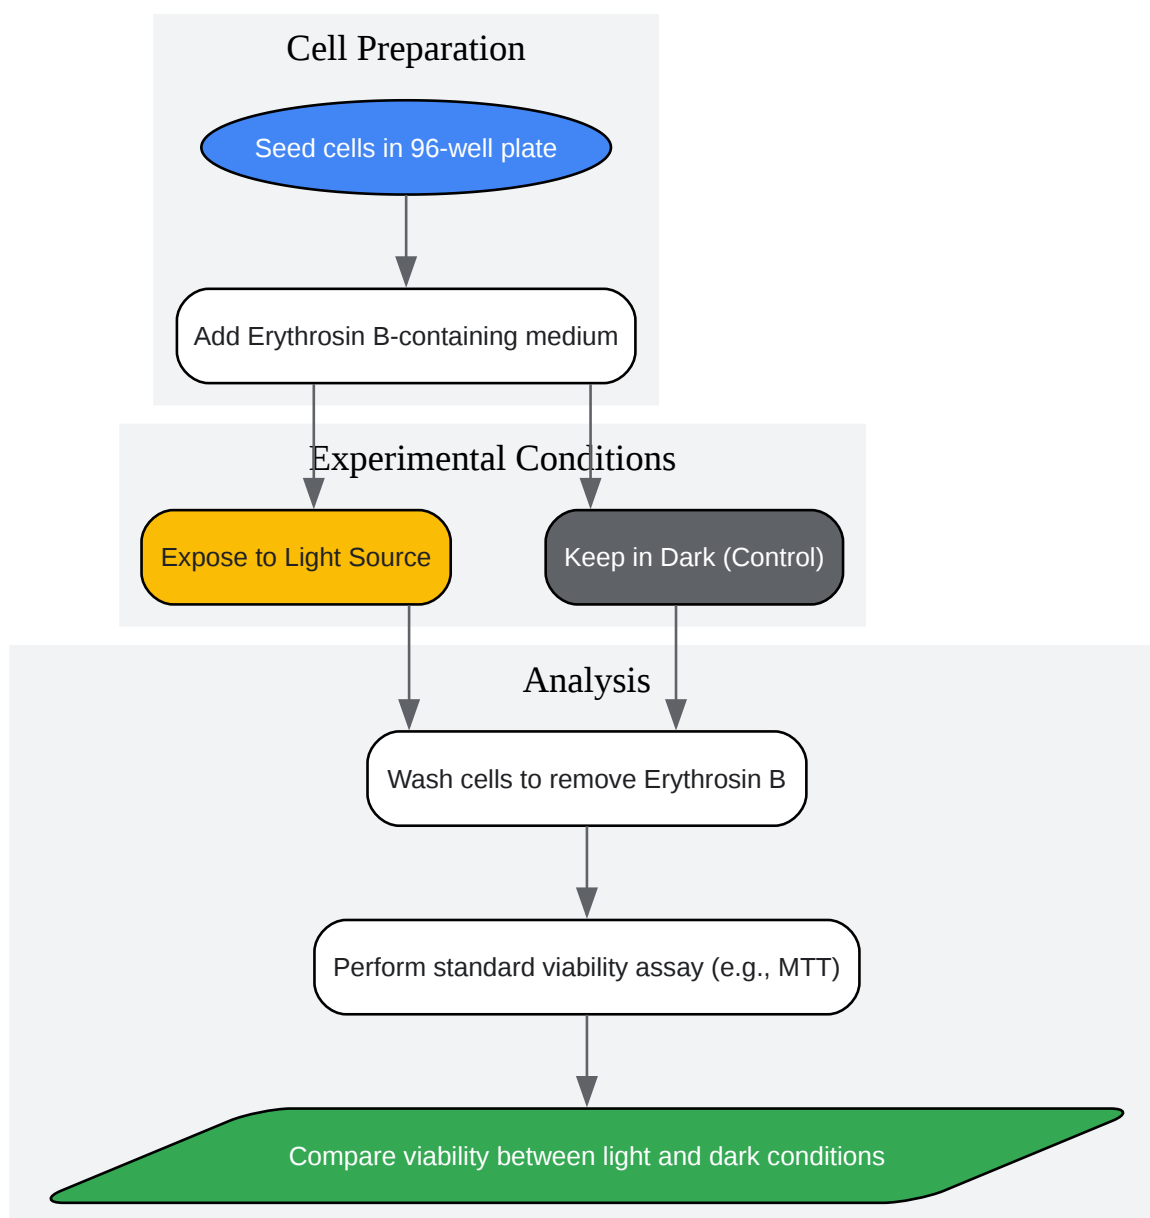 Cell Preparation
Seed cells in 96-well plate
Add Erythrosin B-containing medium
Experimental Conditions
Expose to Light Source
Keep in Dark (Control)
Analysis
Wash cells to remove Erythrosin B
Perform standard viability assay (e.g., MTT)
Compare viability between light and dark conditions